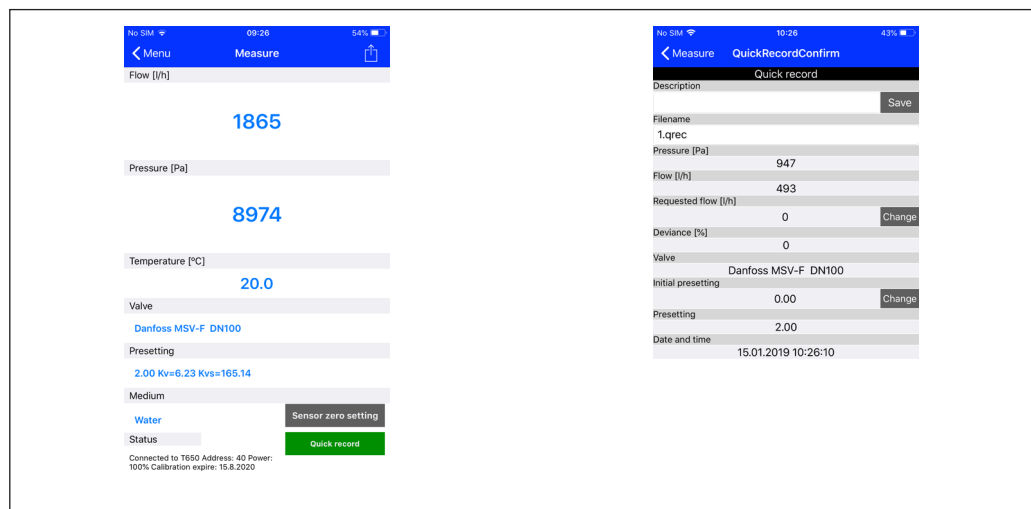 No SIM 09:26 54%
Menu Measure
Flow [l/h]
1865
Pressure [Pa]
8974
Temperature [°C]
20.0
Valve
Danfoss MSV-F DN100
Presetting
2.00 Kv=6.23 Kvs=165.14
Medium
Water
Sensor zero setting
Status
Quick record
Connected to T650 Address: 40 Power:
100% Calibration expire: 15.8.2020
No SIM 10:26 43%
Measure QuickRecordConfirm
Quick record
Description
Save
Filename
1.qrec
Pressure [Pa]
947
Flow [l/h]
493
Requested flow [l/h]
0 Change
Deviance [%]
0
Valve
Danfoss MSV-F DN100
Initial presetting
0.00 Change
Presetting
2.00
Date and time
15.01.2019 10:26:10